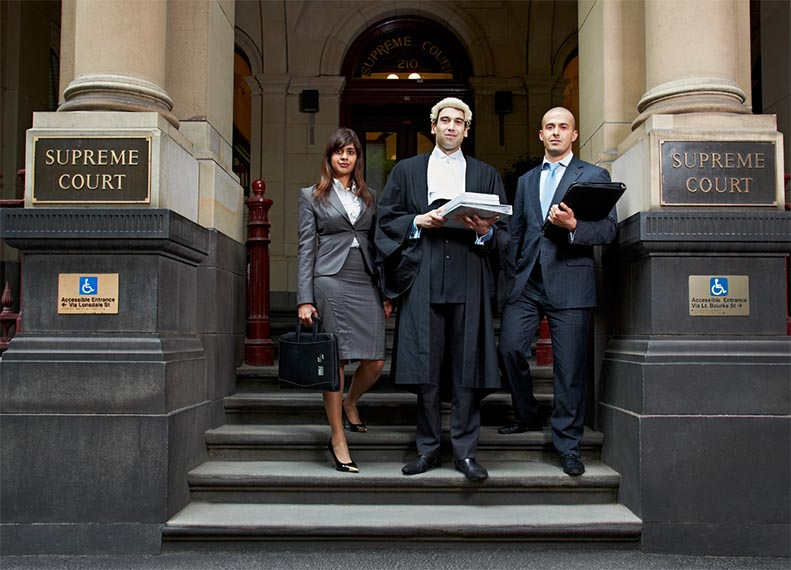 SUPREME COURT
210
SUPREME
COURT
SUPREME
COURT
Accessible Entrance
← Via Lonsdale St
Accessible Entrance
Via Lt. Bourke St →